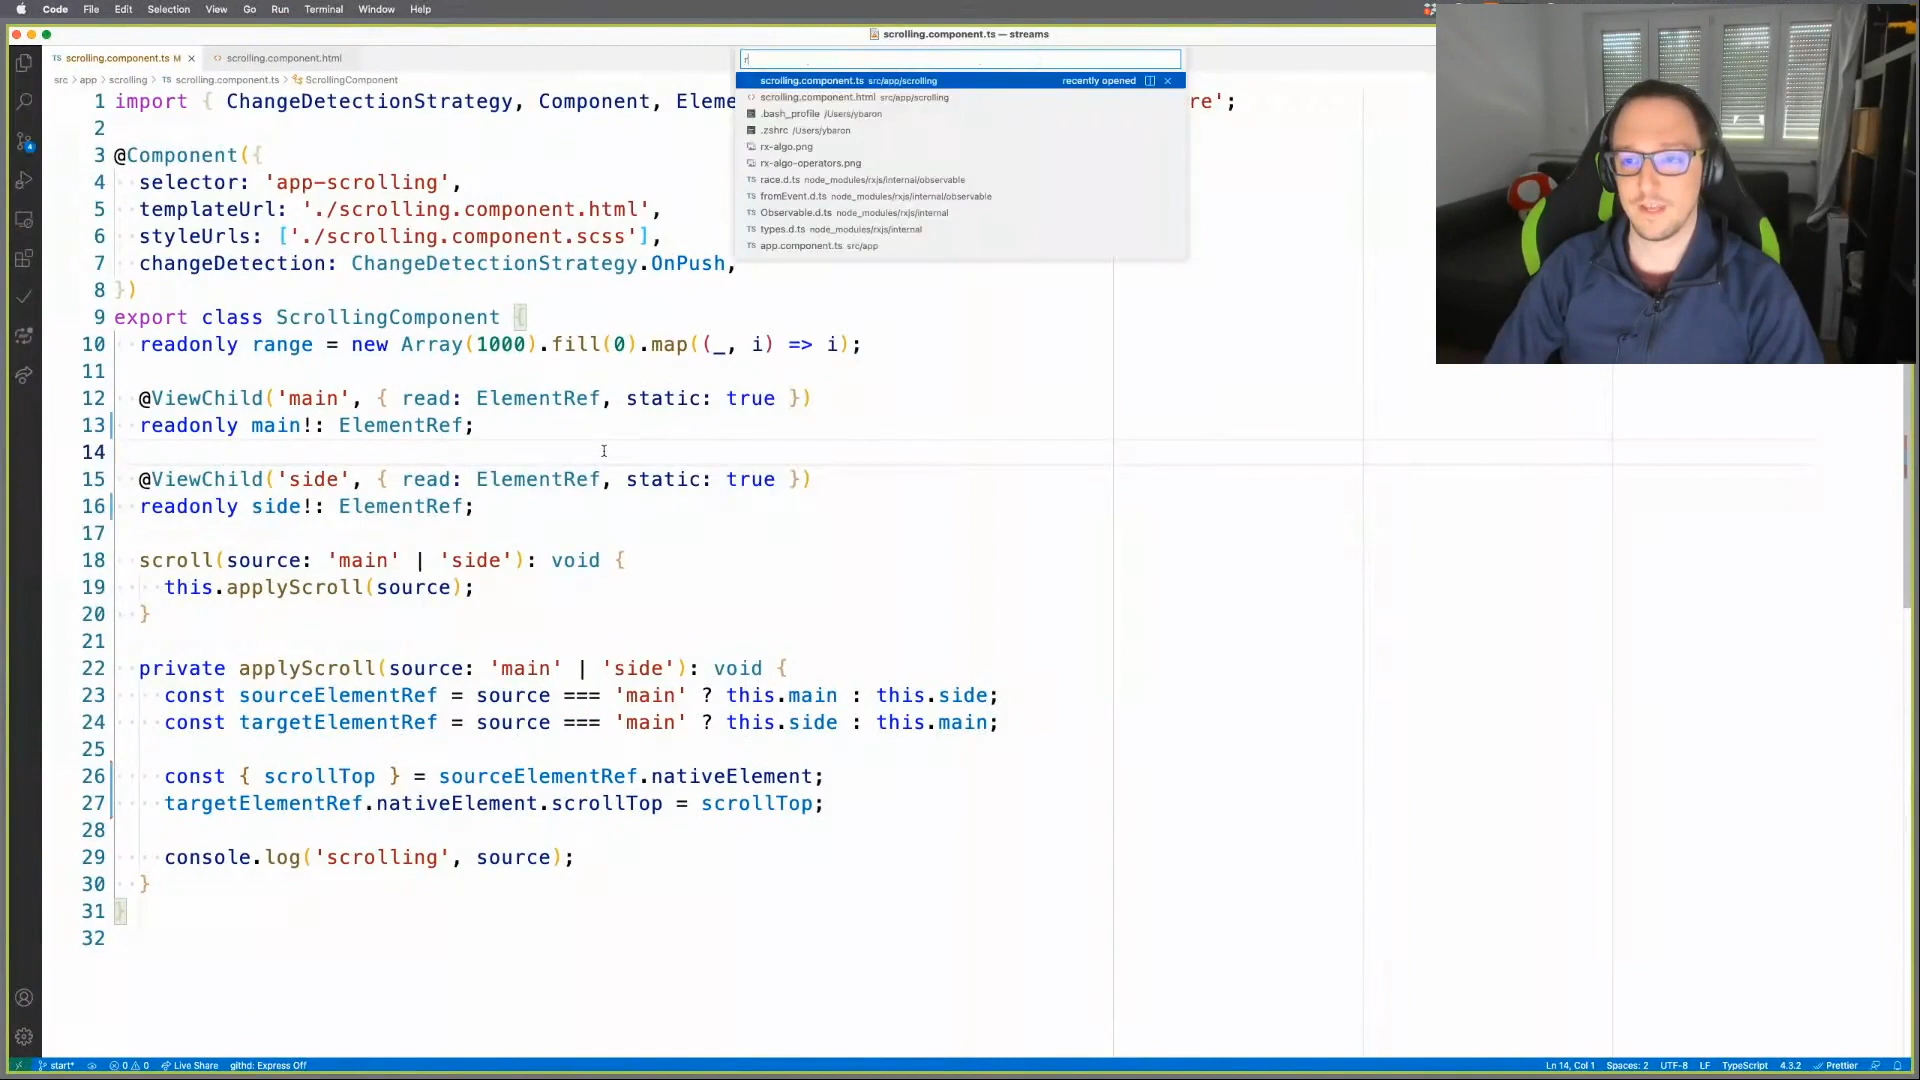 Code File Edit Selection View Go Run Terminal Window Help
scrolling.component.ts — streams
TS scrolling.component.ts M
<> scrolling.component.html
src > app > scrolling > TS scrolling.component.ts > ScrollingComponent
r
scrolling.component.ts src/app/scrolling recently opened
<> scrolling.component.html src/app/scrolling
.bash_profile /Users/ybaron
.zshrc /Users/ybaron
rx-algo.png
rx-algo-operators.png
TS race.d.ts node_modules/rxjs/internal/observable
TS fromEvent.d.ts node_modules/rxjs/internal/observable
TS Observable.d.ts node_modules/rxjs/internal
TS types.d.ts node_modules/rxjs/internal
TS app.component.ts src/app
1 import { ChangeDetectionStrategy, Component, Eleme re';
2
3 @Component({
4 selector: 'app-scrolling',
5 templateUrl: './scrolling.component.html',
6 styleUrls: ['./scrolling.component.scss'],
7 changeDetection: ChangeDetectionStrategy.OnPush,
8 })
9 export class ScrollingComponent {
10 readonly range = new Array(1000).fill(0).map((_, i) => i);
11
12 @ViewChild('main', { read: ElementRef, static: true })
13 readonly main!: ElementRef;
14
15 @ViewChild('side', { read: ElementRef, static: true })
16 readonly side!: ElementRef;
17
18 scroll(source: 'main' | 'side'): void {
19 this.applyScroll(source);
20 }
21
22 private applyScroll(source: 'main' | 'side'): void {
23 const sourceElementRef = source === 'main' ? this.main : this.side;
24 const targetElementRef = source === 'main' ? this.side : this.main;
25
26 const { scrollTop } = sourceElementRef.nativeElement;
27 targetElementRef.nativeElement.scrollTop = scrollTop;
28
29 console.log('scrolling', source);
30 }
31 }
32
4
start* 0 0 Live Share githd: Express Off Ln 14, Col 1 Spaces: 2 UTF-8 LF TypeScript 4.3.2 Prettier